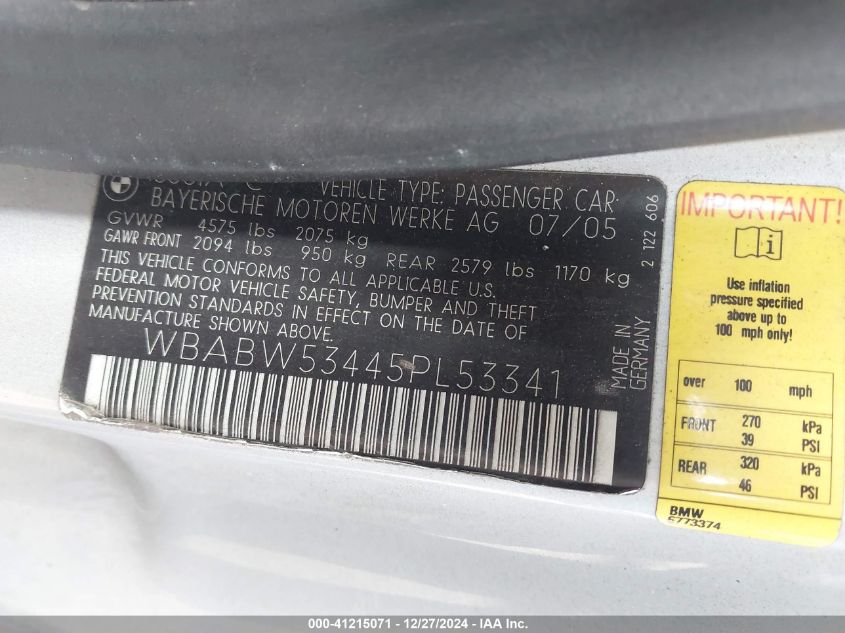 VEHICLE TYPE: PASSENGER CAR
BAYERISCHE MOTOREN WERKE AG 07/05
GVWR 4575 lbs 2075 kg
GAWR FRONT 2094 lbs 950 kg REAR 2579 lbs 1170 kg
THIS VEHICLE CONFORMS TO ALL APPLICABLE U.S.
FEDERAL MOTOR VEHICLE SAFETY, BUMPER AND THEFT
PREVENTION STANDARDS IN EFFECT ON THE DATE OF
MANUFACTURE SHOWN ABOVE.
WBABW53445PL53341
MADE IN
GERMANY
2 122 606
IMPORTANT!
i
Use inflation
pressure specified
above up to
100 mph only!
over 100 mph
FRONT 270 kPa
39 PSI
REAR 320 kPa
46 PSI
BMW
6773374
000-41215071 - 12/27/2024 - IAA Inc.